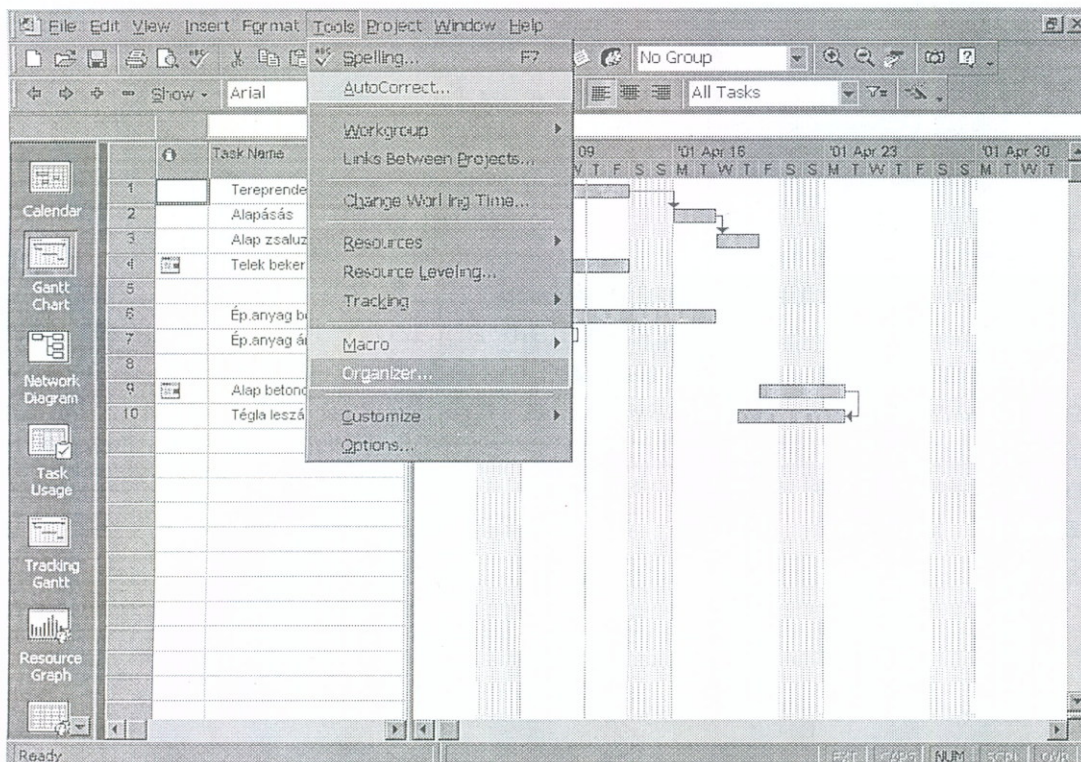 File Edit View Insert Format Tools Project Window Help
No Group
Show Arial All Tasks
Spelling... F7
AutoCorrect...
Workgroup
Links Between Projects...
Change Working Time...
Resources
Resource Leveling...
Tracking
Macro
Organizer...
Customize
Options...
Task Name
09 '01 Apr 16 '01 Apr 23 '01 Apr 30
W T F S S M T W T F S S M T W T F S S M T W T
1 Tereprende
2 Alapásás
3 Alap zsaluz
4 Telek beker
5
6 Ép.anyag b
7 Ép.anyag á
8
9 Alap betono
10 Tégla leszá
Calendar
Gantt
Chart
Network
Diagram
Task
Usage
Tracking
Gantt
Resource
Graph
Ready EXT CAPS NUM SCRL OVR